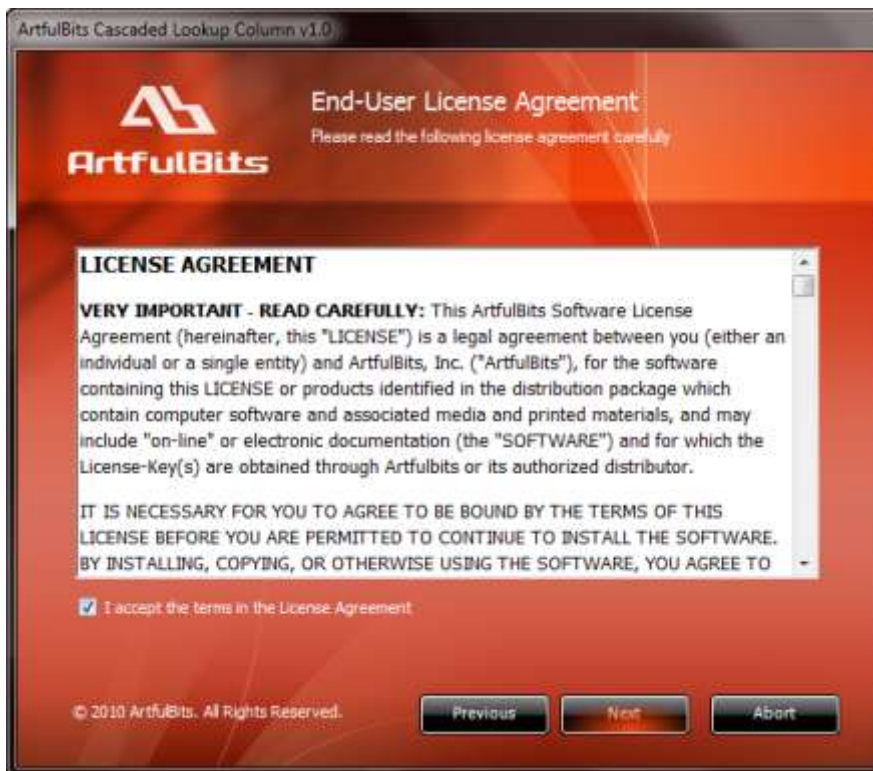 ArtfulBits Cascaded Lookup Column v1.0
ArtfulBits
End-User License Agreement
Please read the following license agreement carefully
LICENSE AGREEMENT
VERY IMPORTANT - READ CAREFULLY: This ArtfulBits Software License
Agreement (hereinafter, this "LICENSE") is a legal agreement between you (either an
individual or a single entity) and ArtfulBits, Inc. ("ArtfulBits"), for the software
containing this LICENSE or products identified in the distribution package which
contain computer software and associated media and printed materials, and may
include "on-line" or electronic documentation (the "SOFTWARE") and for which the
License-Key(s) are obtained through Artfulbits or its authorized distributor.
IT IS NECESSARY FOR YOU TO AGREE TO BE BOUND BY THE TERMS OF THIS
LICENSE BEFORE YOU ARE PERMITTED TO CONTINUE TO INSTALL THE SOFTWARE.
BY INSTALLING, COPYING, OR OTHERWISE USING THE SOFTWARE, YOU AGREE TO
I accept the terms in the License Agreement
© 2010 ArtfulBits. All Rights Reserved.
Previous
Next
Abort